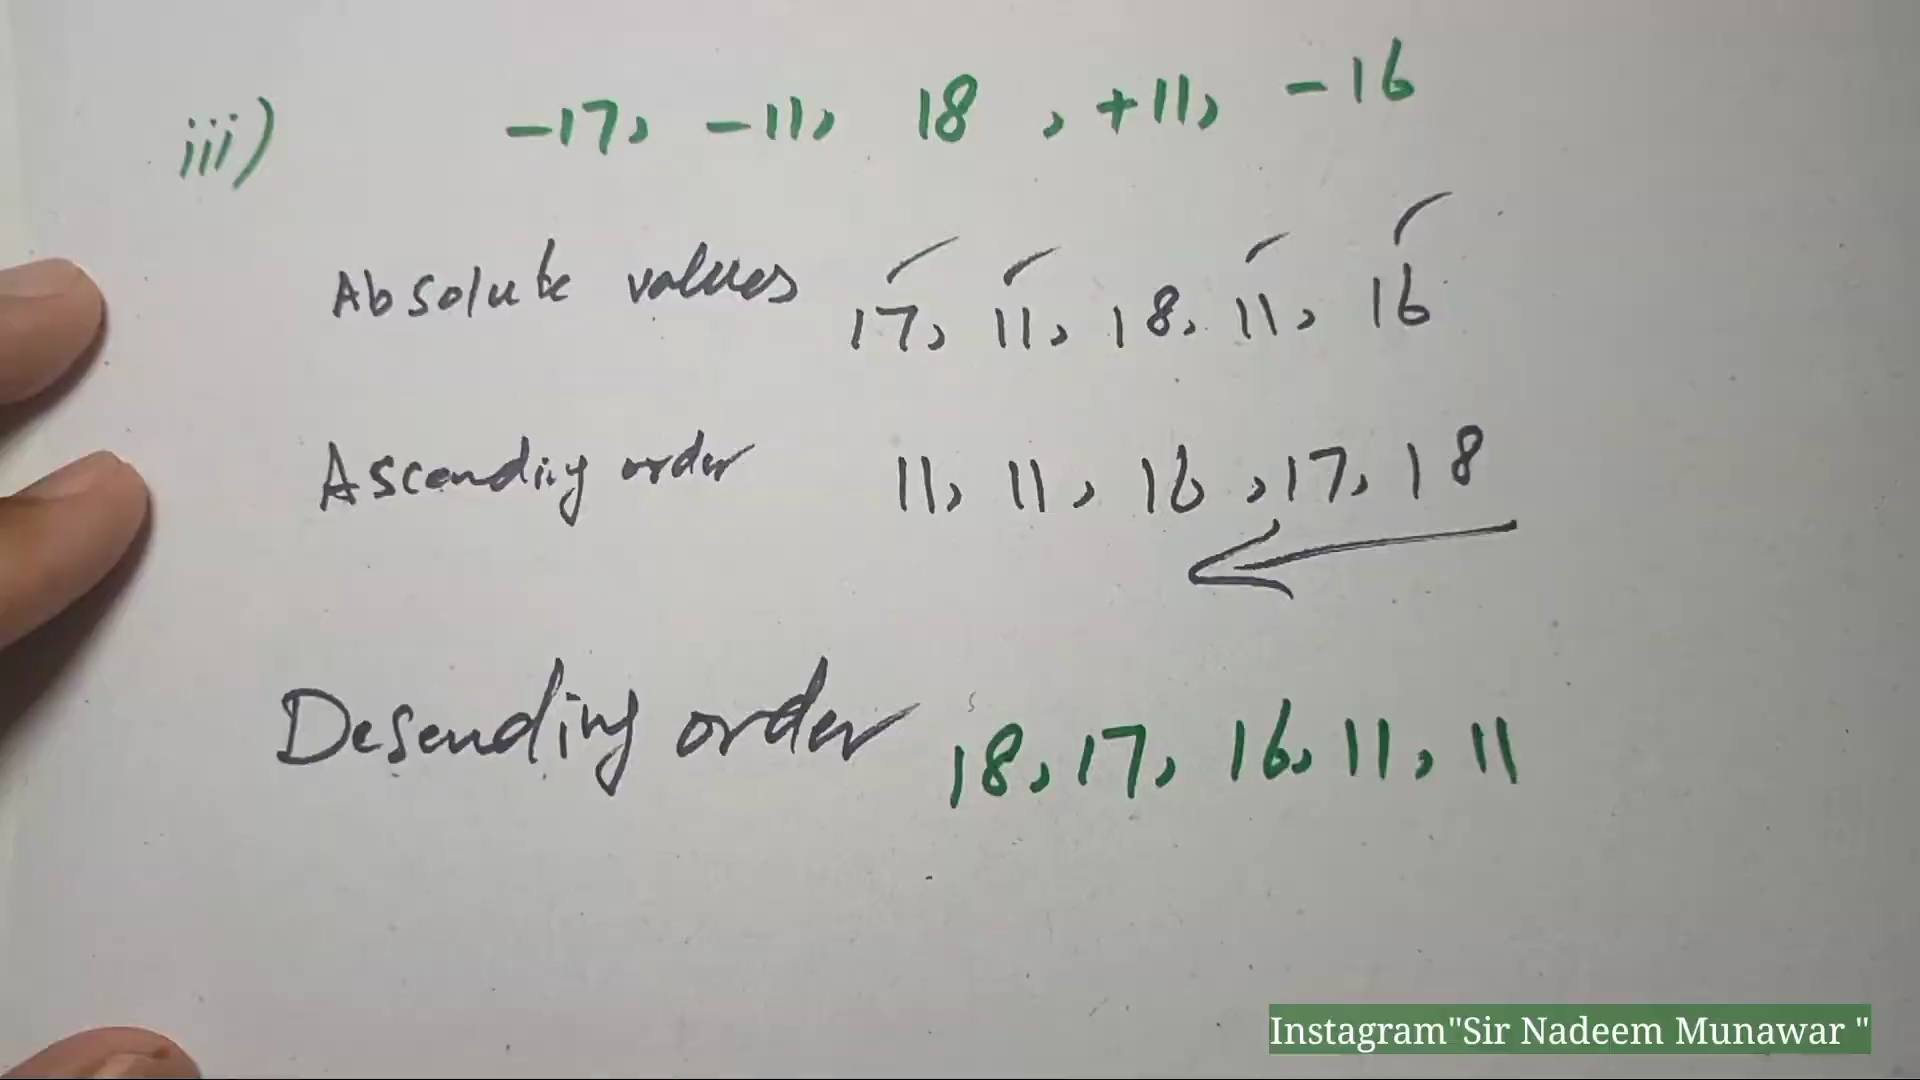 iii) -17, -11, 18 , +11, -16
Absolute values 17, 11, 18, 11, 16
Ascending order 11, 11, 16, 17, 18
Desending order 18, 17, 16, 11, 11
Instagram"Sir Nadeem Munawar "